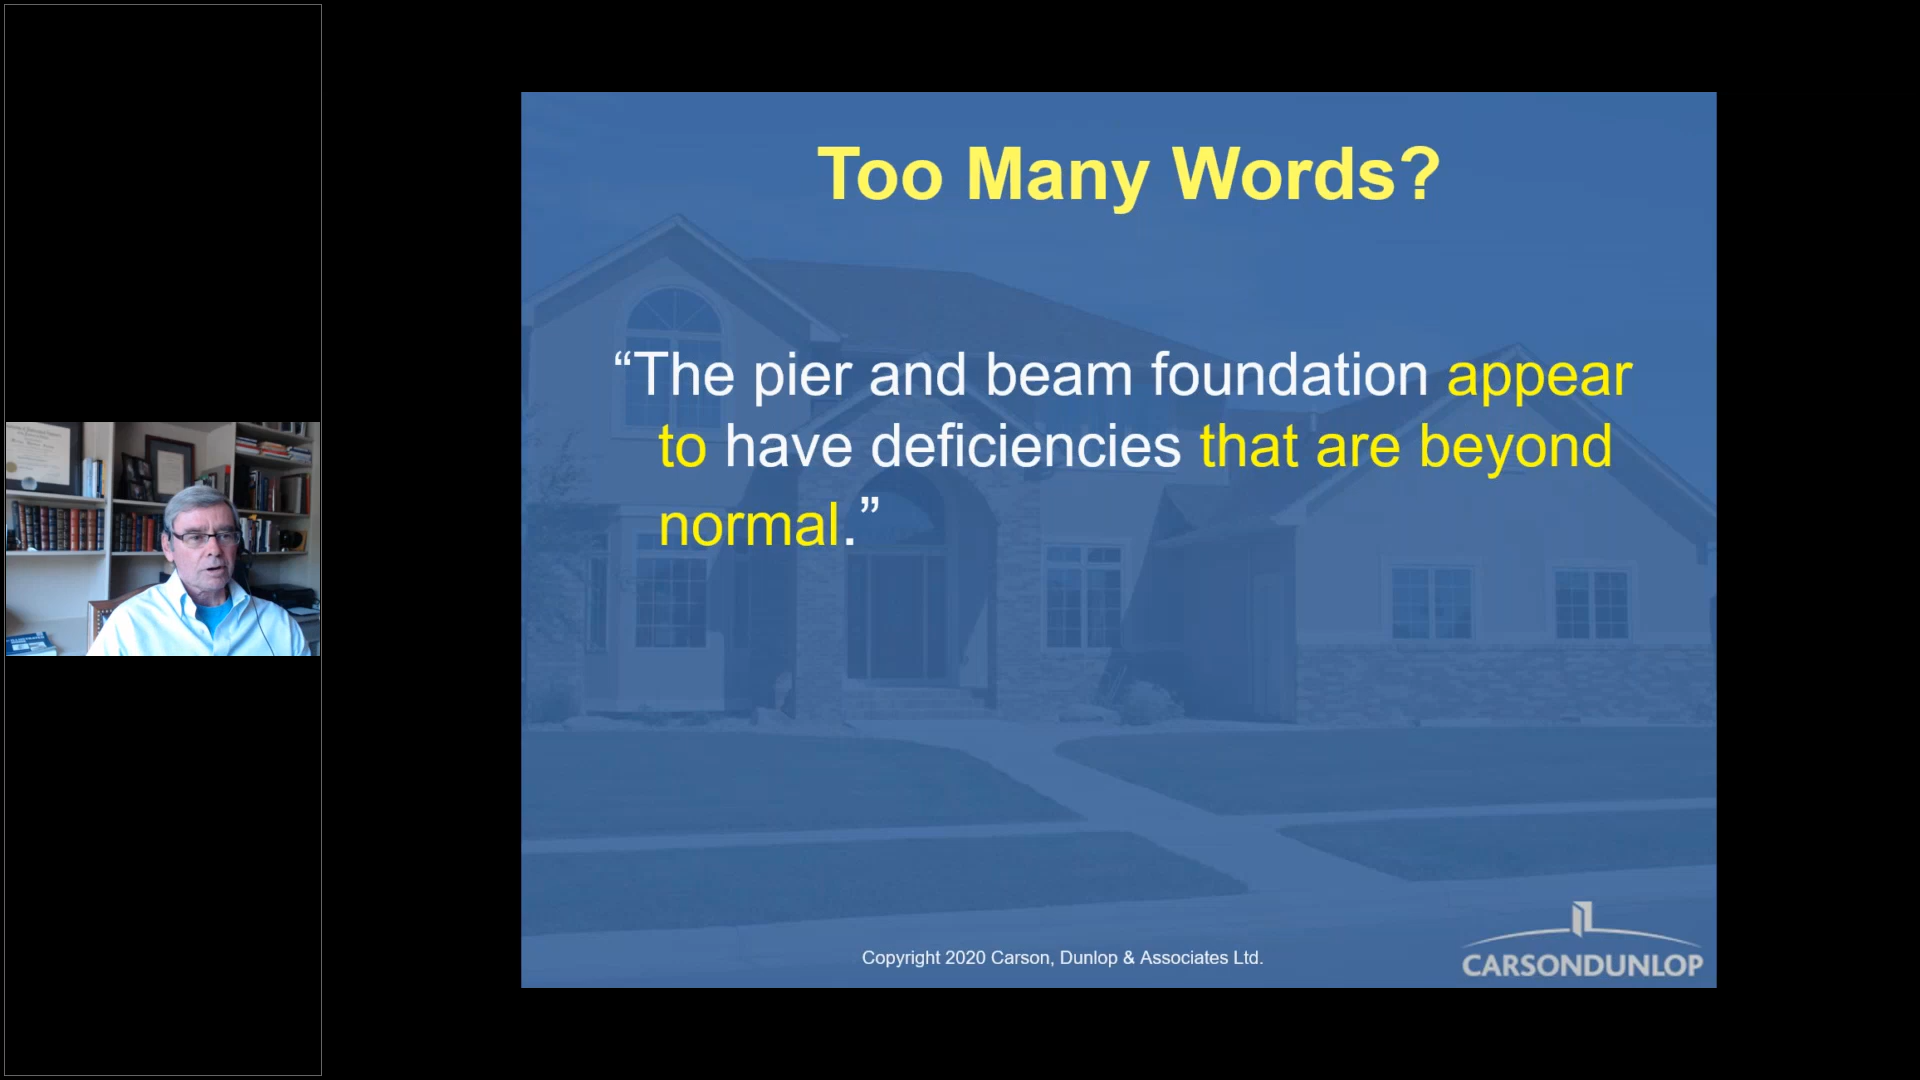 Too Many Words?
“The pier and beam foundation appear
to have deficiencies that are beyond
normal.”
Copyright 2020 Carson, Dunlop & Associates Ltd.
CARSONDUNLOP